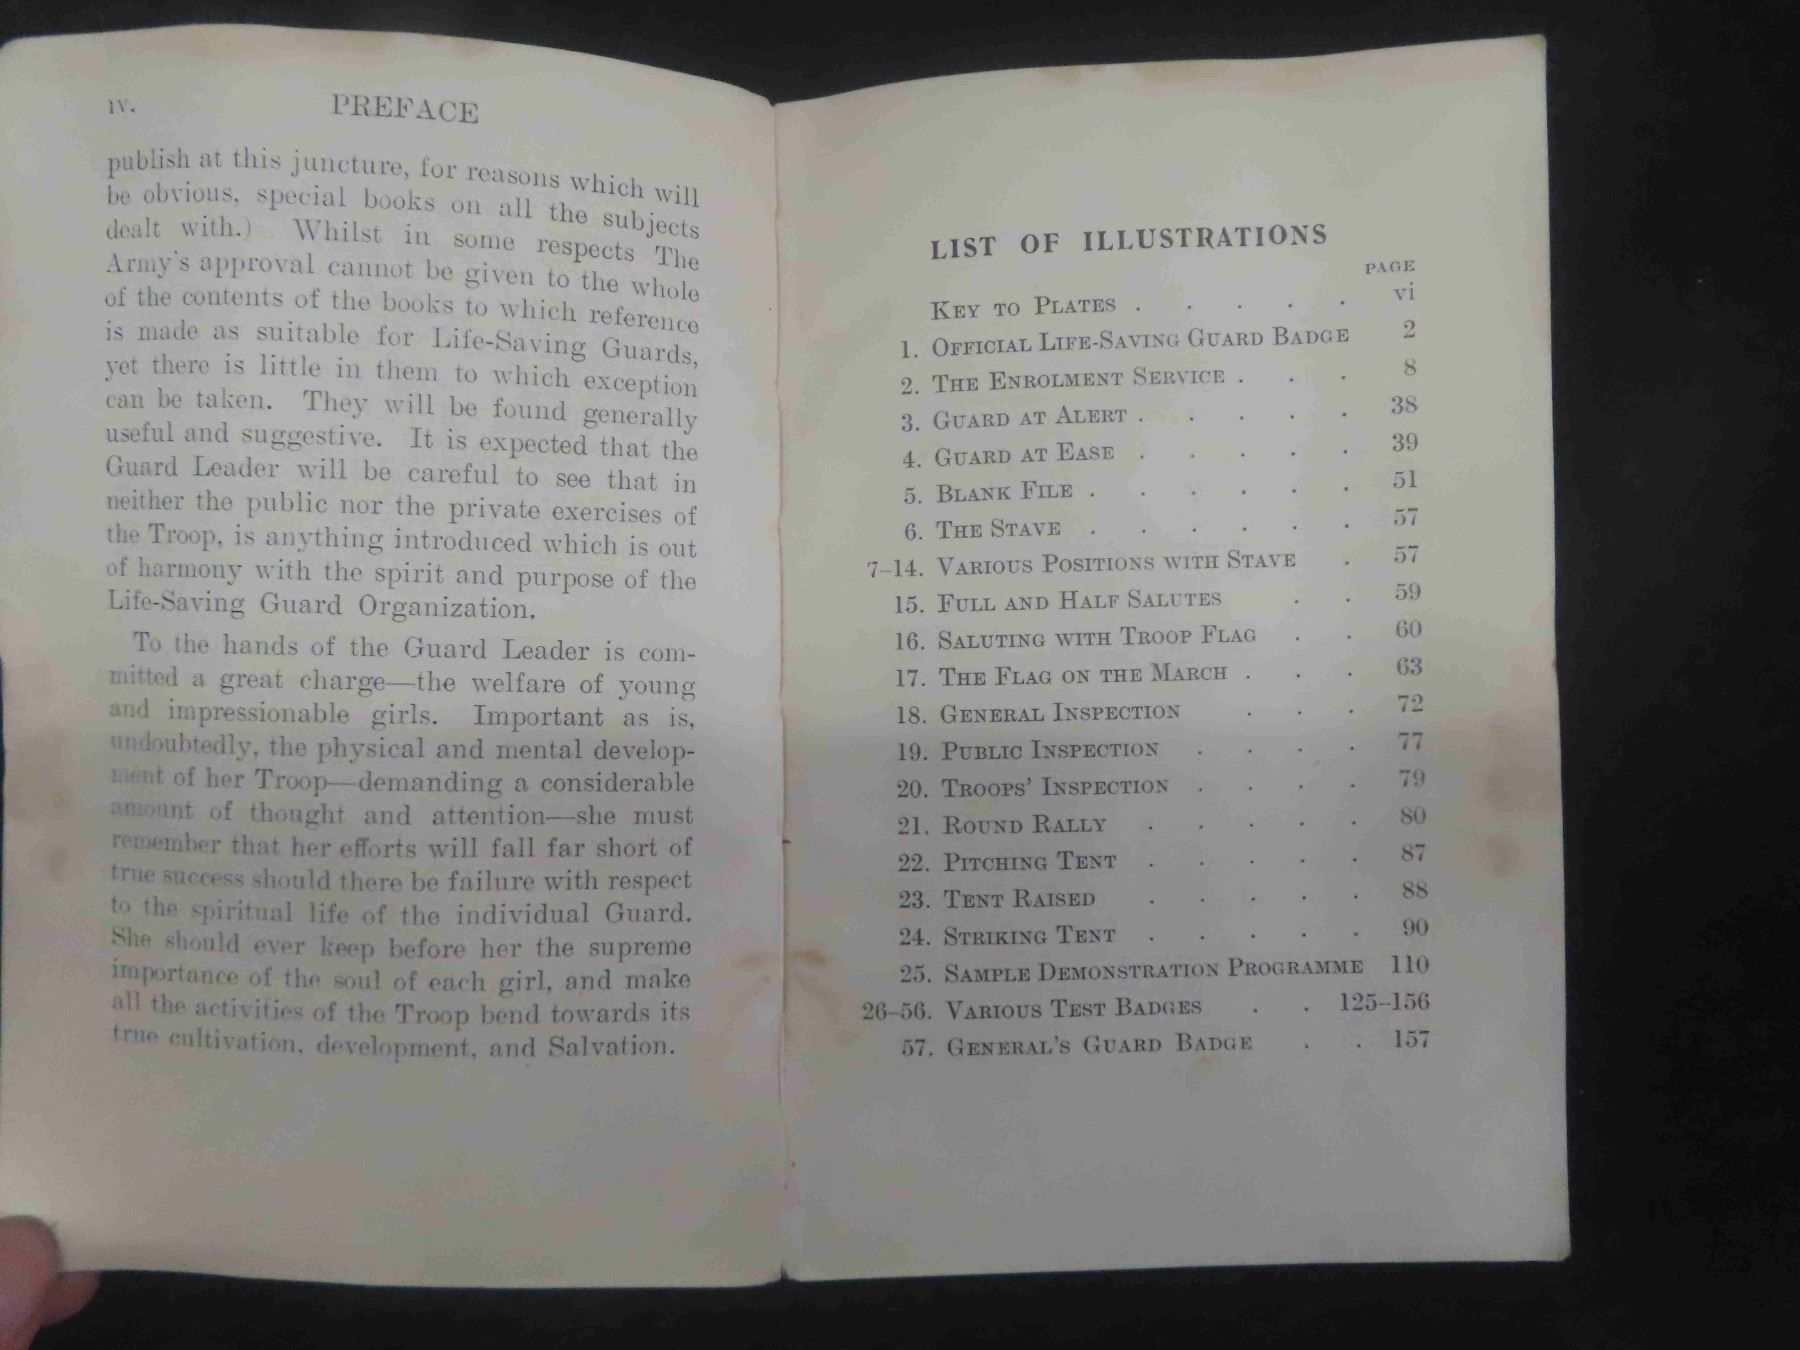 iv.
PREFACE
publish at this juncture, for reasons which will
be obvious, special books on all the subjects
dealt with.) Whilst in some respects The
Army's approval cannot be given to the whole
of the contents of the books to which reference
is made as suitable for Life-Saving Guards,
yet there is little in them to which exception
can be taken. They will be found generally
useful and suggestive. It is expected that the
Guard Leader will be careful to see that in
neither the public nor the private exercises of
the Troop, is anything introduced which is out
of harmony with the spirit and purpose of the
Life-Saving Guard Organization.
To the hands of the Guard Leader is com-
mitted a great charge—the welfare of young
and impressionable girls. Important as is,
undoubtedly, the physical and mental develop-
ment of her Troop—demanding a considerable
amount of thought and attention—she must
remember that her efforts will fall far short of
true success should there be failure with respect
to the spiritual life of the individual Guard.
She should ever keep before her the supreme
importance of the soul of each girl, and make
all the activities of the Troop bend towards its
true cultivation, development, and Salvation.
LIST OF ILLUSTRATIONS
PAGE
KEY TO PLATES . . . . . vi
1. OFFICIAL LIFE-SAVING GUARD BADGE 2
2. THE ENROLMENT SERVICE . . . 8
3. GUARD AT ALERT . . . . . 38
4. GUARD AT EASE . . . . . 39
5. BLANK FILE . . . . . . 51
6. THE STAVE . . . . . . 57
7–14. VARIOUS POSITIONS WITH STAVE . 57
15. FULL AND HALF SALUTES . . 59
16. SALUTING WITH TROOP FLAG . . 60
17. THE FLAG ON THE MARCH . . . 63
18. GENERAL INSPECTION . . . 72
19. PUBLIC INSPECTION . . . . 77
20. TROOPS' INSPECTION . . . . 79
21. ROUND RALLY . . . . . 80
22. PITCHING TENT . . . . . 87
23. TENT RAISED . . . . . 88
24. STRIKING TENT . . . . . 90
25. SAMPLE DEMONSTRATION PROGRAMME 110
26–56. VARIOUS TEST BADGES . . 125–156
57. GENERAL'S GUARD BADGE . . 157